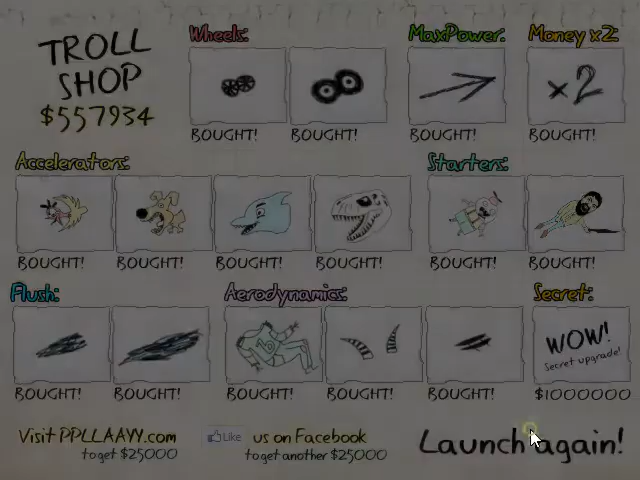 TROLL
SHOP
$557934
Wheels:
BOUGHT!
BOUGHT!
MaxPower:
BOUGHT!
Money x2:
x2
BOUGHT!
Accelerators:
BOUGHT!
BOUGHT!
BOUGHT!
BOUGHT!
Starters:
BOUGHT!
BOUGHT!
Flush:
BOUGHT!
BOUGHT!
Aerodynamics:
BOUGHT!
BOUGHT!
BOUGHT!
Secret:
WOW!
Secret upgrade!
$1000000
Visit PPLLAAYY.com
to get $25000
Like us on Facebook
to get another $25000
Launch again!